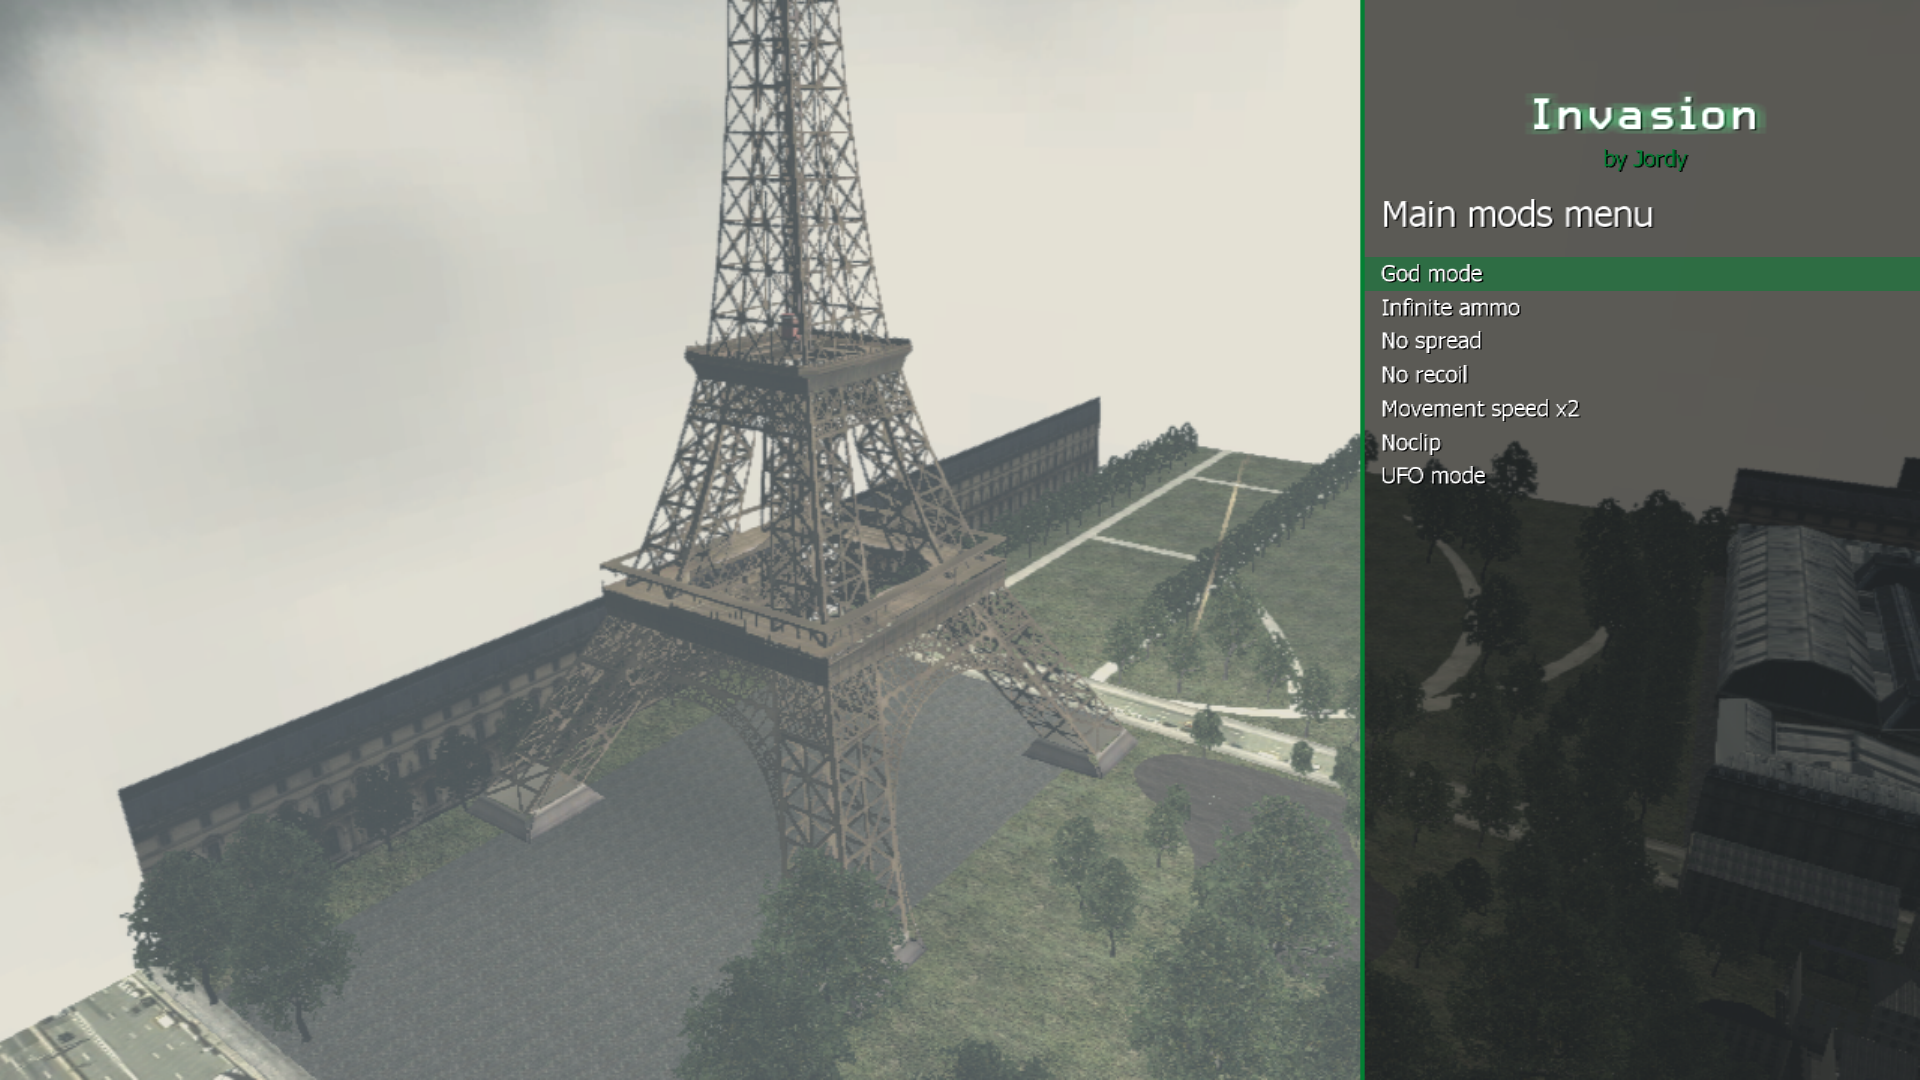 Invasion
by Jordy
Main mods menu
God mode
Infinite ammo
No spread
No recoil
Movement speed x2
Noclip
UFO mode